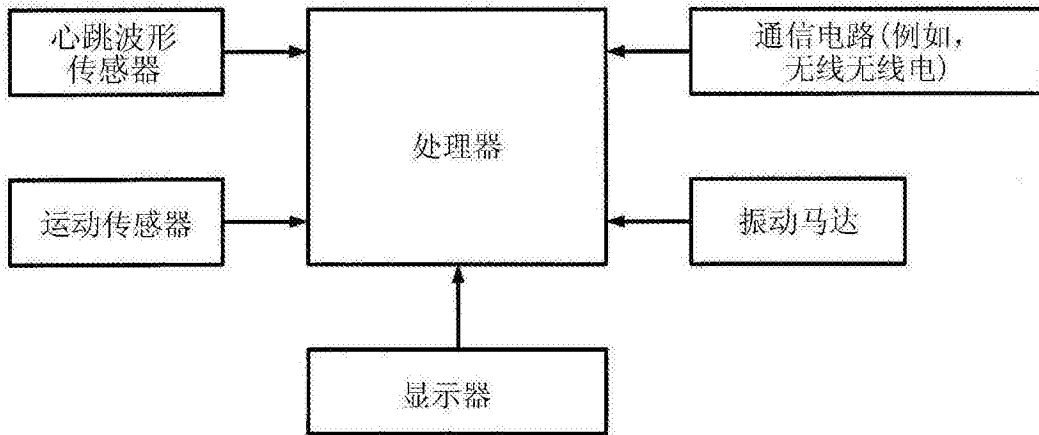 心跳波形
传感器
通信电路(例如，
无线无线电)
处理器
运动传感器
振动马达
显示器